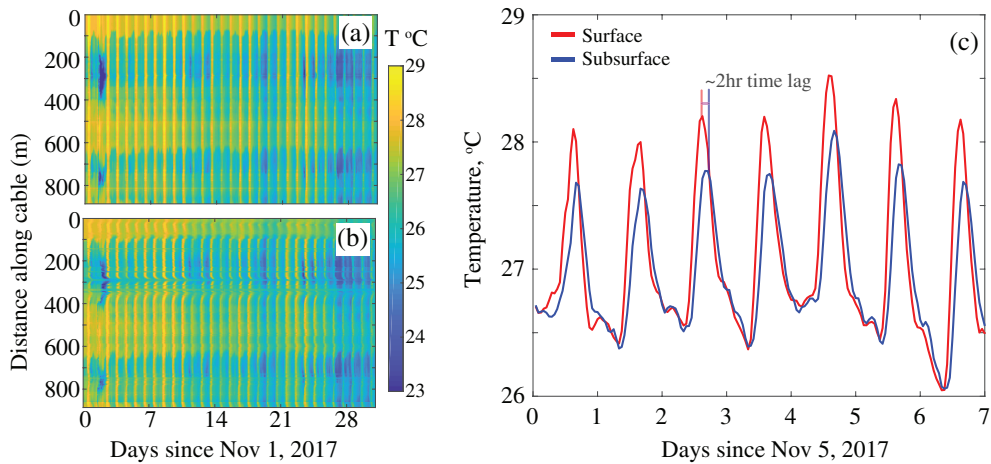 (a)
T °C
0
200
400
600
800
Distance along cable (m)
(b)
0
200
400
600
800
0 7 14 21 28
Days since Nov 1, 2017
29
28
27
26
25
24
23
(c)
Surface
Subsurface
~2hr time lag
Temperature, °C
29
28
27
26
0 1 2 3 4 5 6 7
Days since Nov 5, 2017